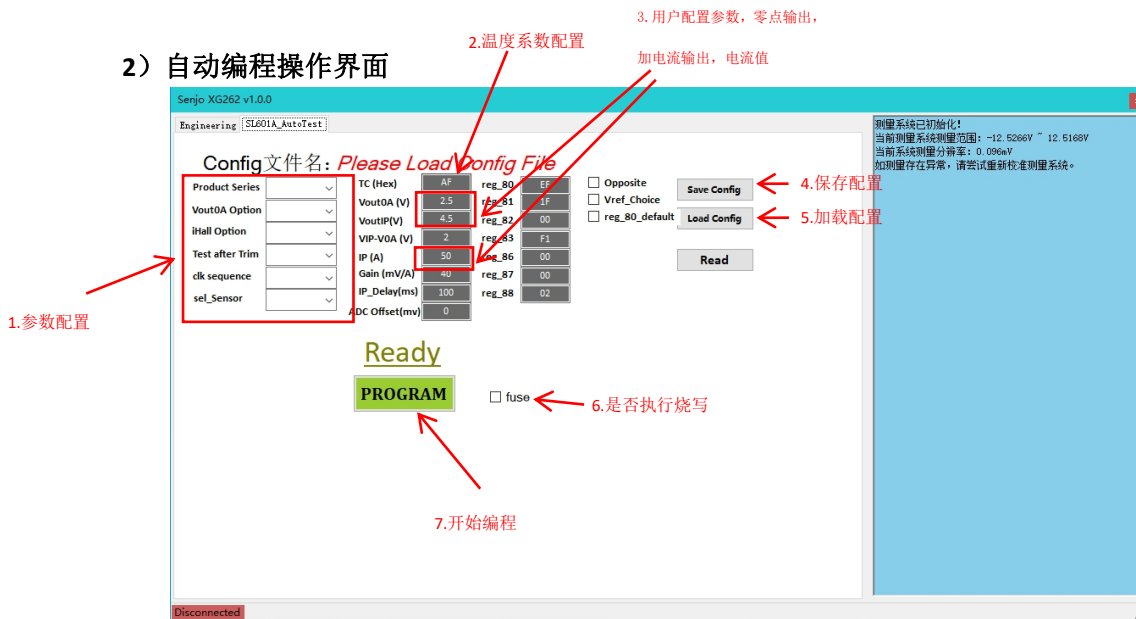 3.用户配置参数，零点输出，
加电流输出，电流值
2.温度系数配置
2）自动编程操作界面
Senjo XG262 v1.0.0
Engineering SL601A_AutoTest
Config文件名：Please Load Config File
Product Series
Vout0A Option
iHall Option
Test after Trim
clk sequence
sel_Sensor
TC (Hex) AF
Vout0A (V) 2.5
VoutIP(V) 4.5
VIP-V0A (V) 2
IP (A) 50
Gain (mV/A) 40
IP_Delay(ms) 100
ADC Offset(mv) 0
reg_80 EF
reg_81 1F
reg_82 00
reg_83 F1
reg_86 00
reg_87 00
reg_88 02
Opposite
Vref_Choice
reg_80_default
Save Config
Load Config
Read
4.保存配置
5.加载配置
1.参数配置
Ready
PROGRAM
fuse
6.是否执行烧写
7.开始编程
测量系统已初始化!
当前测量系统测量范围: -12.5266V ~ 12.5168V
当前系统测量分辨率: 0.096mV
如测量存在异常，请尝试重新校准测量系统。
Disconnected